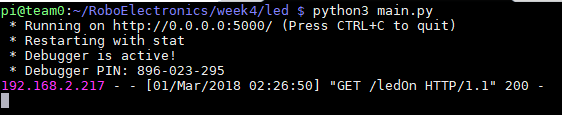 pi@team0:~/RoboElectronics/week4/led $ python3 main.py
 * Running on http://0.0.0.0:5000/ (Press CTRL+C to quit)
 * Restarting with stat
 * Debugger is active!
 * Debugger PIN: 896-023-295
192.168.2.217 - - [01/Mar/2018 02:26:50] "GET /ledOn HTTP/1.1" 200 -